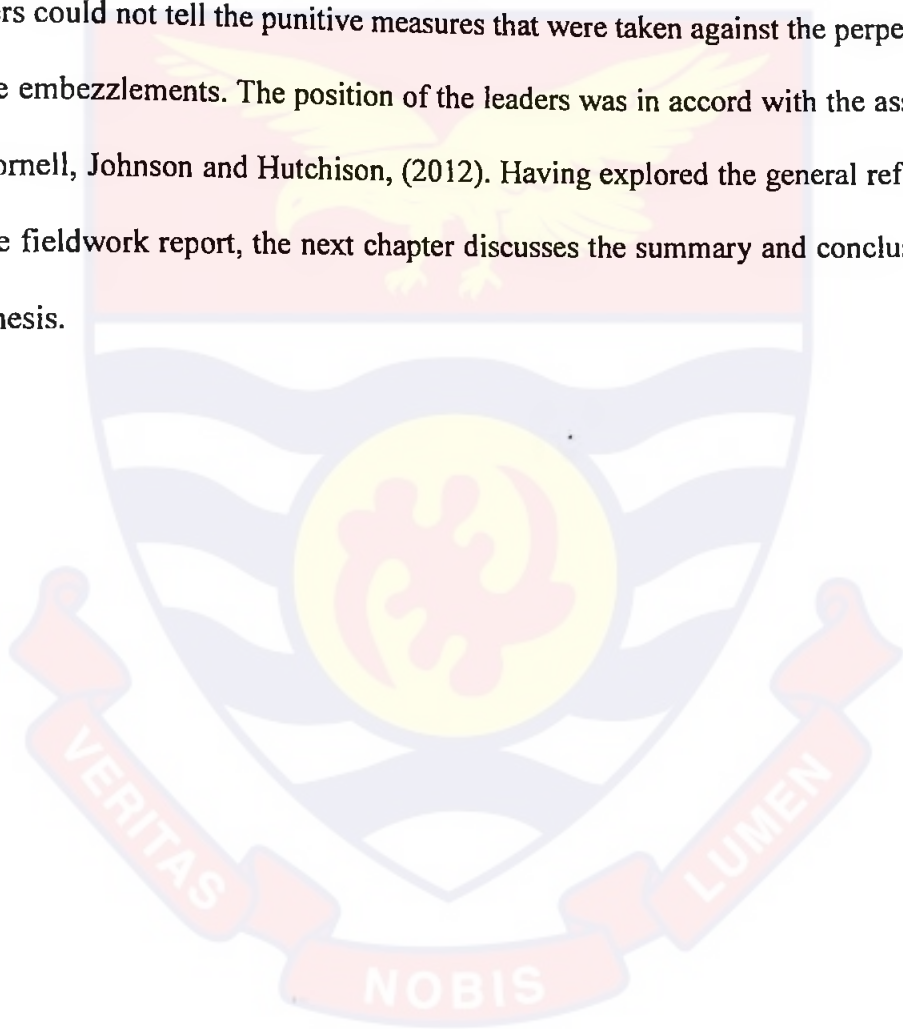 ers could not tell the punitive measures that were taken against the perpe
e embezzlements. The position of the leaders was in accord with the as
ornell, Johnson and Hutchison, (2012). Having explored the general ref
e fieldwork report, the next chapter discusses the summary and conclu
nesis.
VERITAS
NOBIS
LUMEN